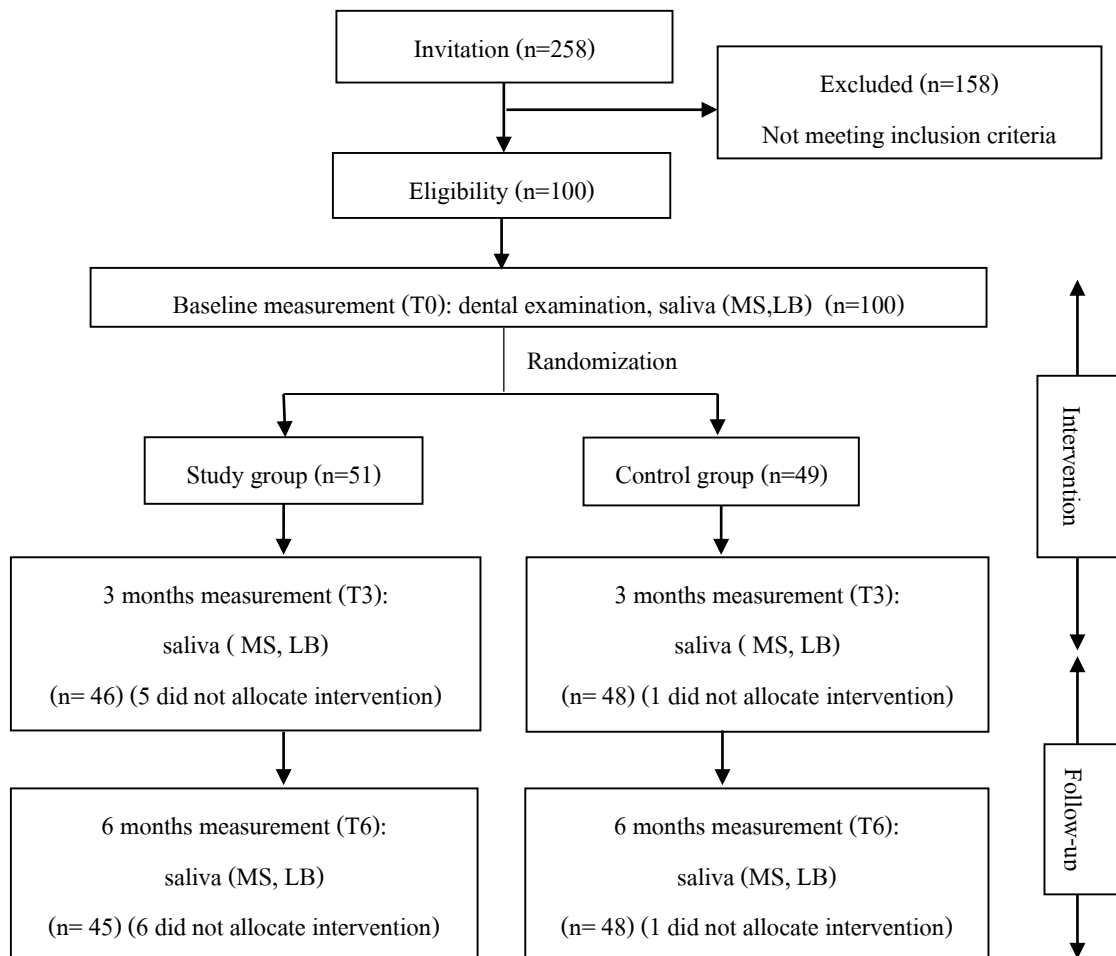 Invitation (n=258)
Excluded (n=158)
Not meeting inclusion criteria
Eligibility (n=100)
Baseline measurement (T0): dental examination, saliva (MS,LB) (n=100)
Randomization
Study group (n=51)
Control group (n=49)
3 months measurement (T3):
saliva ( MS, LB)
(n= 46) (5 did not allocate intervention)
3 months measurement (T3):
saliva ( MS, LB)
(n= 48) (1 did not allocate intervention)
6 months measurement (T6):
saliva (MS, LB)
(n= 45) (6 did not allocate intervention)
6 months measurement (T6):
saliva (MS, LB)
(n= 48) (1 did not allocate intervention)
Intervention
Follow-up